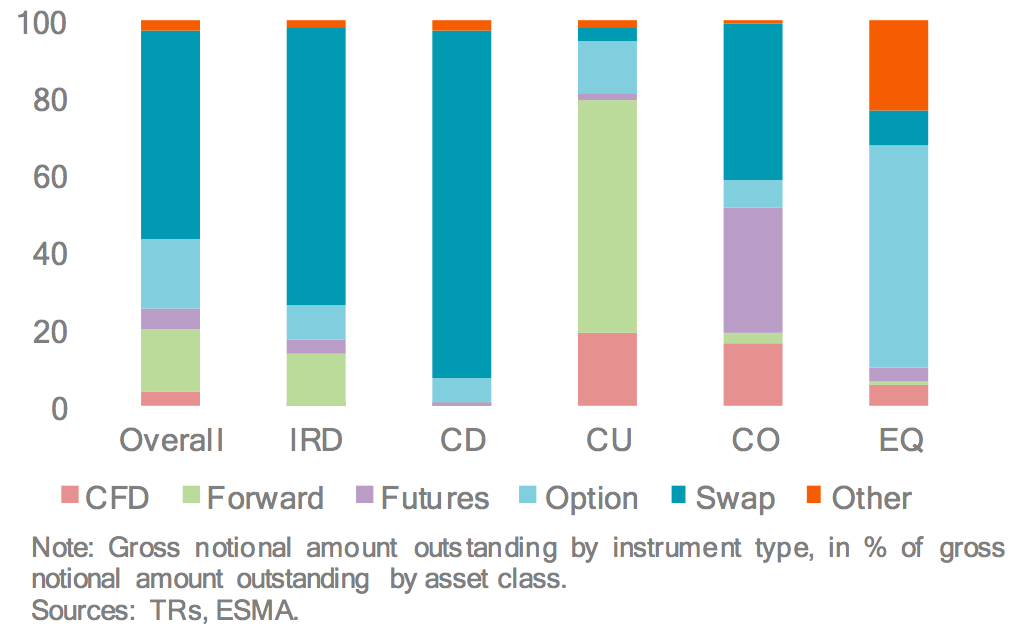 100
80
60
40
20
0
Overall IRD CD CU CO EQ
CFD Forward Futures Option Swap Other
Note: Gross notional amount outstanding by instrument type, in % of gross
notional amount outstanding by asset class.
Sources: TRs, ESMA.